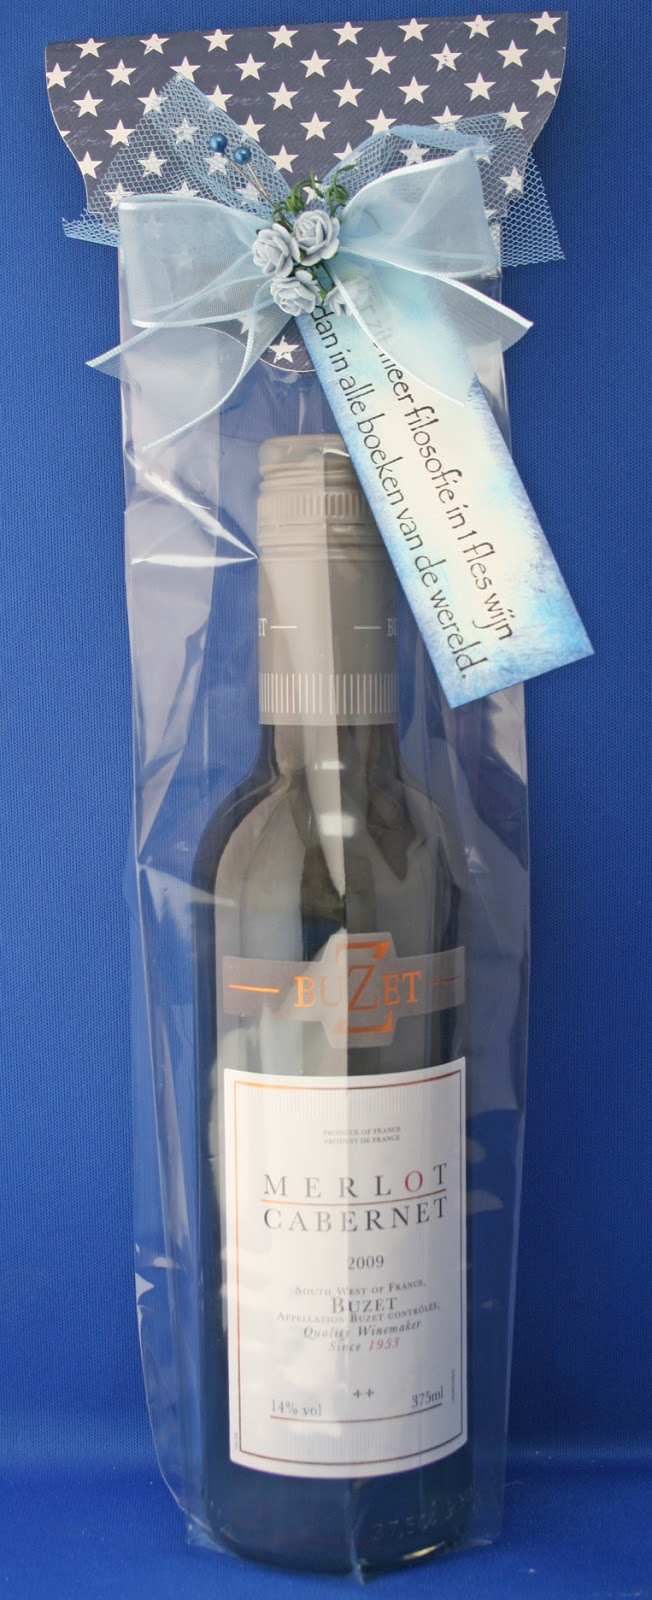 meer filosofie in 1 fles wijn
dan in alle boeken van de wereld.
BUZET
PRODUCE OF FRANCE
PRODUIT DE FRANCE
MERLOT
CABERNET
2009
SOUTH WEST OF FRANCE,
BUZET
APPELLATION BUZET CONTRÔLÉE,
Quality Winemaker
Since 1953
++
14% vol 375ml